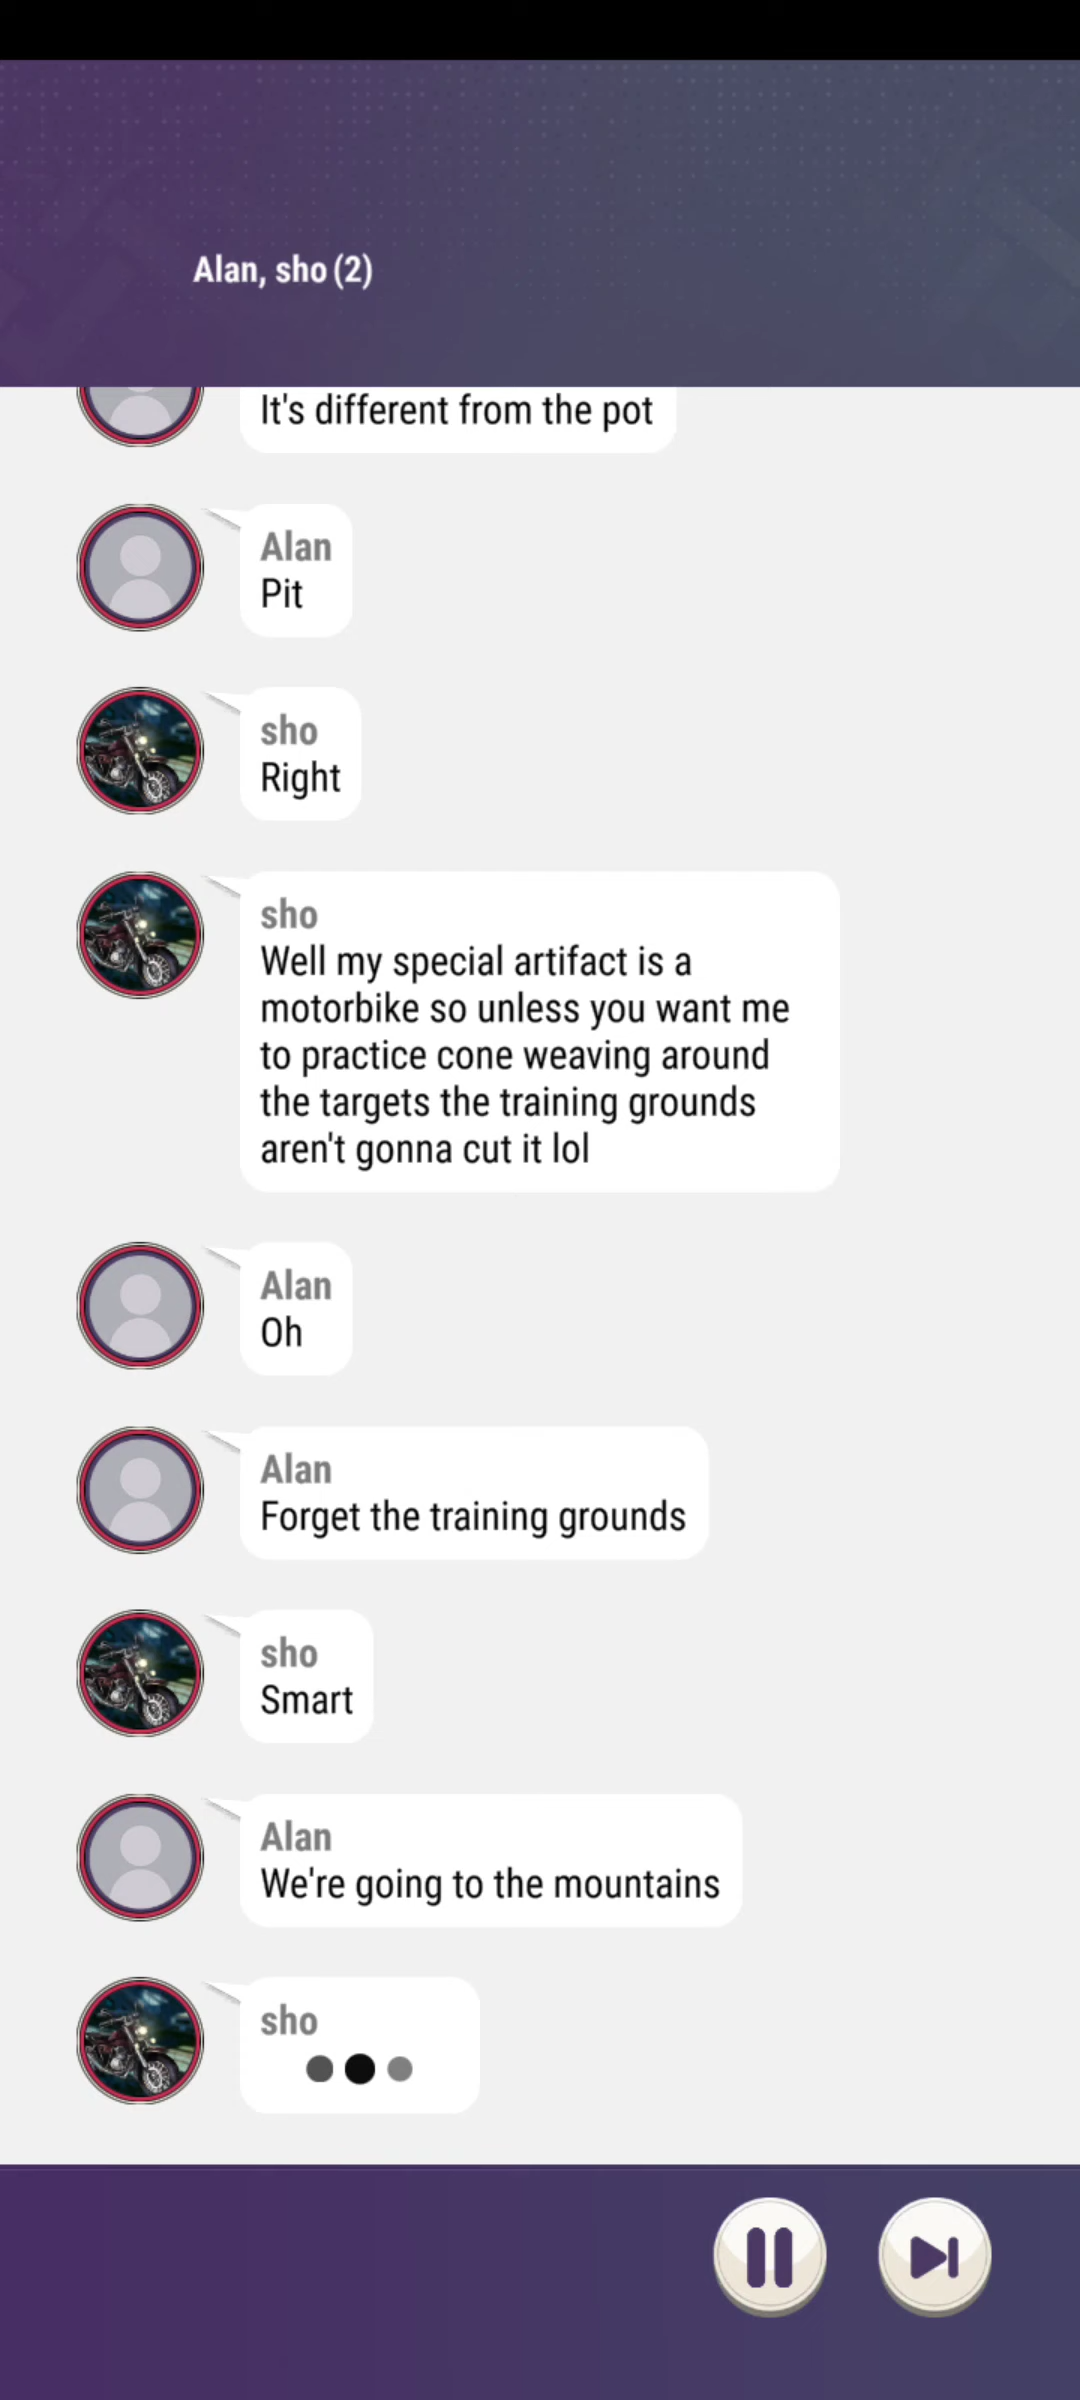 Alan, sho (2)
It's different from the pot
Alan
Pit
sho
Right
sho
Well my special artifact is a
motorbike so unless you want me
to practice cone weaving around
the targets the training grounds
aren't gonna cut it lol
Alan
Oh
Alan
Forget the training grounds
sho
Smart
Alan
We're going to the mountains
sho